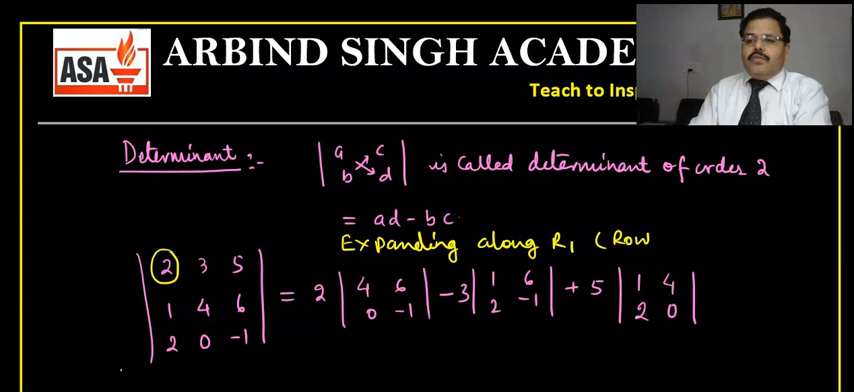 ASA
ARBIND SINGH ACADE
Teach to Insp
Determinant :- | a c | is called determinant of order 2
| b d |
= ad - bc
Expanding along R₁ (Row
| 2 3 5 |
| 1 4 6 | = 2 | 4 6 | - 3 | 1 6 | + 5 | 1 4 |
| 2 0 -1 | | 0 -1 | | 2 -1 | | 2 0 |